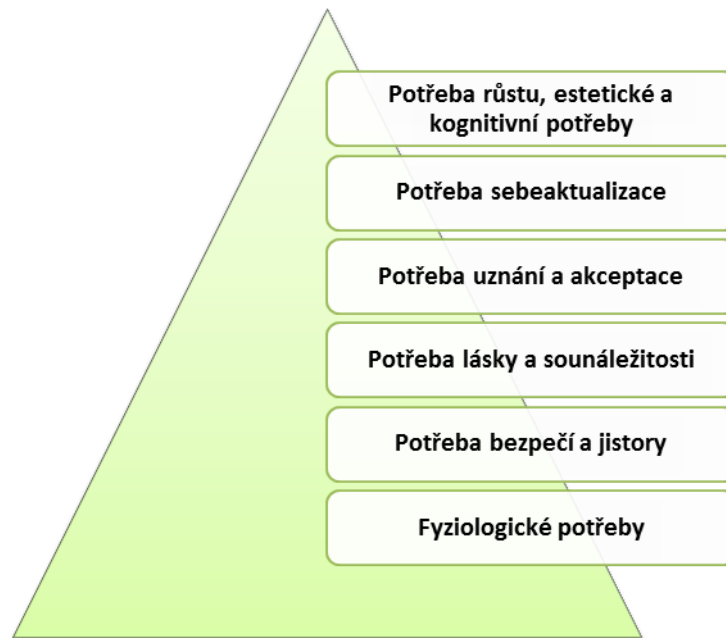 Potřeba růstu, estetické a
kognitivní potřeby
Potřeba sebeaktualizace
Potřeba uznání a akceptace
Potřeba lásky a sounáležitosti
Potřeba bezpečí a jistory
Fyziologické potřeby